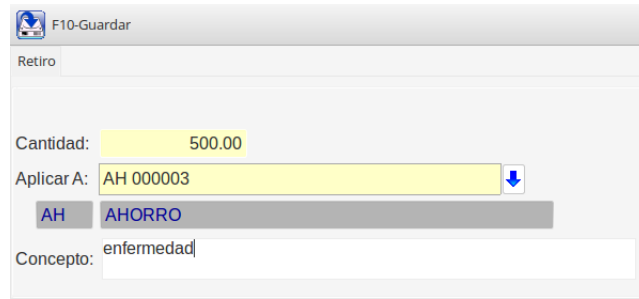 F10-Guardar
Retiro
Cantidad: 500.00
Aplicar A: AH 000003
AH AHORRO
Concepto: enfermedad